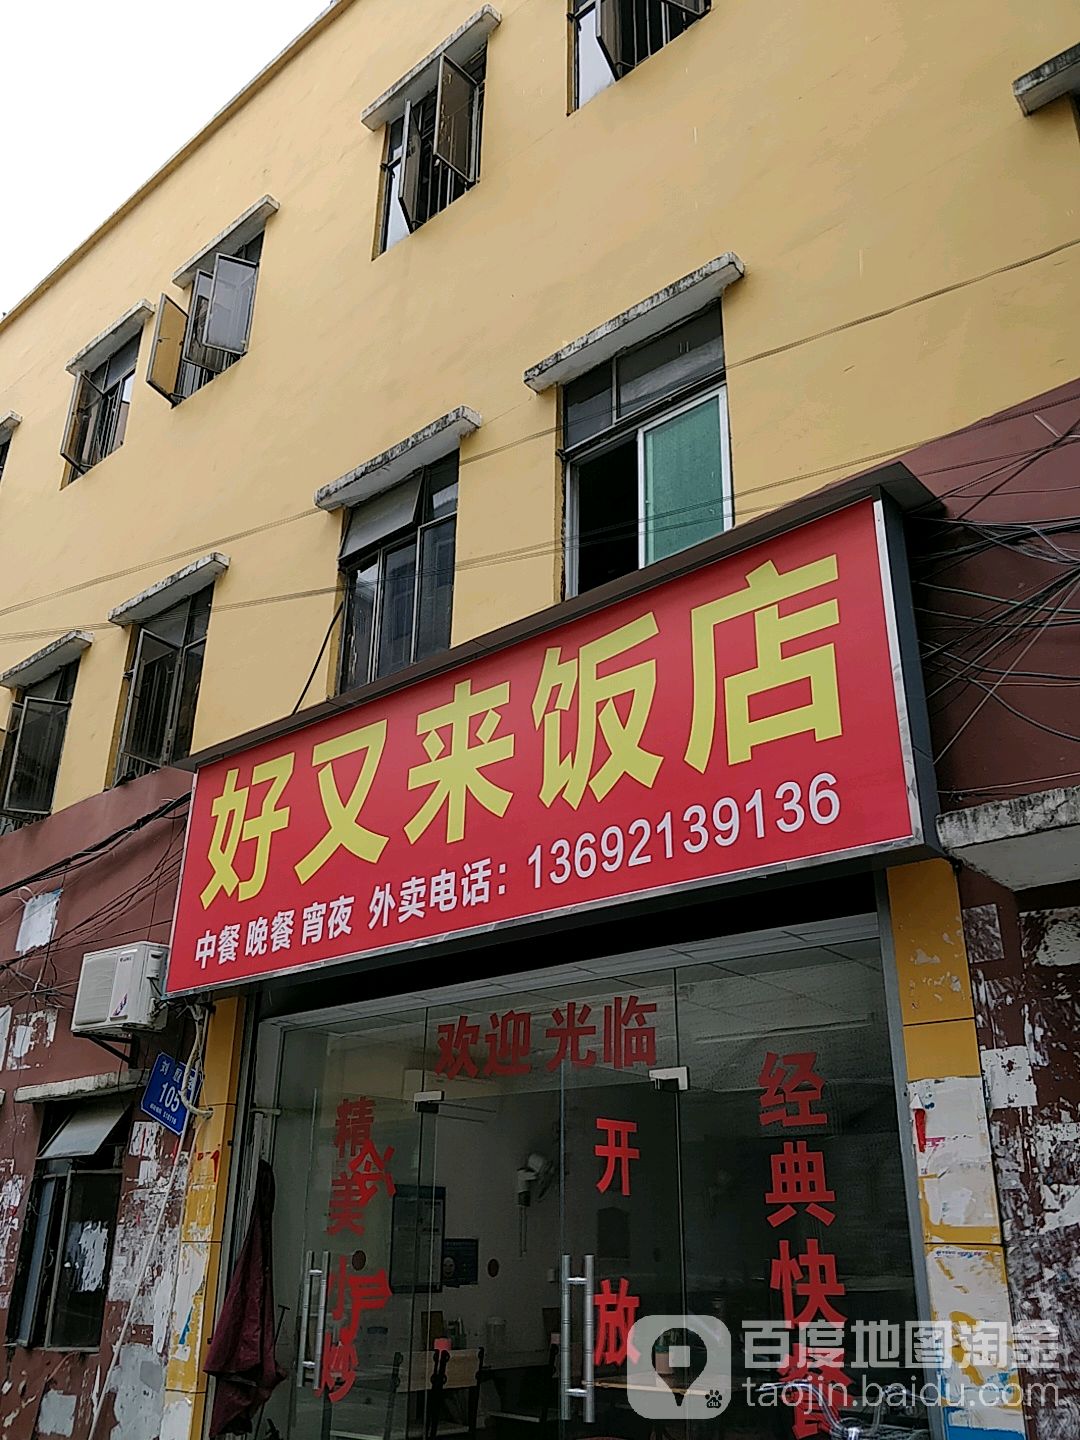 好又来饭店
中餐 晚餐 宵夜 外卖电话：13692139136
欢迎光临
经典快餐
开放
精美小炒
105
百度地图淘金
taojin.baidu.com